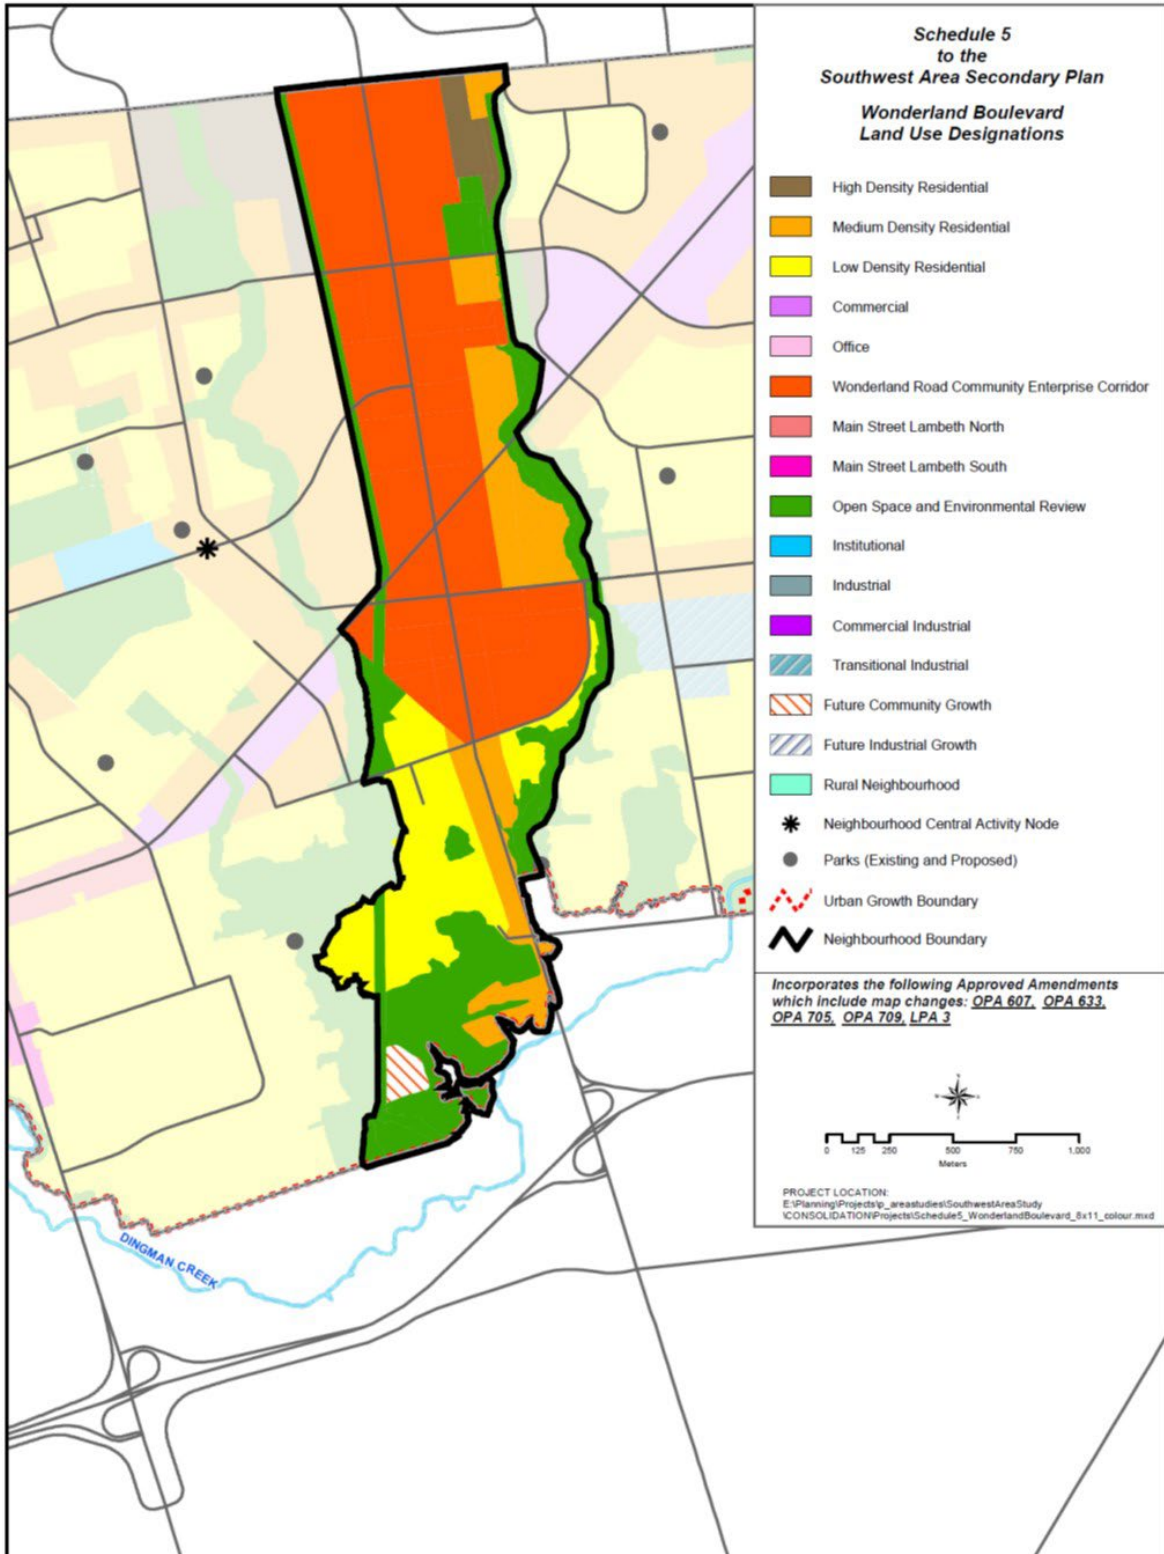 Schedule 5
to the
Southwest Area Secondary Plan
Wonderland Boulevard
Land Use Designations
High Density Residential
Medium Density Residential
Low Density Residential
Commercial
Office
Wonderland Road Community Enterprise Corridor
Main Street Lambeth North
Main Street Lambeth South
Open Space and Environmental Review
Institutional
Industrial
Commercial Industrial
Transitional Industrial
Future Community Growth
Future Industrial Growth
Rural Neighbourhood
Neighbourhood Central Activity Node
Parks (Existing and Proposed)
Urban Growth Boundary
Neighbourhood Boundary
Incorporates the following Approved Amendments
which include map changes: OPA 607, OPA 633,
OPA 705, OPA 709, LPA 3
0 125 250 500 750 1,000
Meters
PROJECT LOCATION:
E:\Planning\Projects\p_areastudies\SouthwestAreaStudy
\CONSOLIDATION\Projects\Schedule5_WonderlandBoulevard_8x11_colour.mxd
DINGMAN CREEK